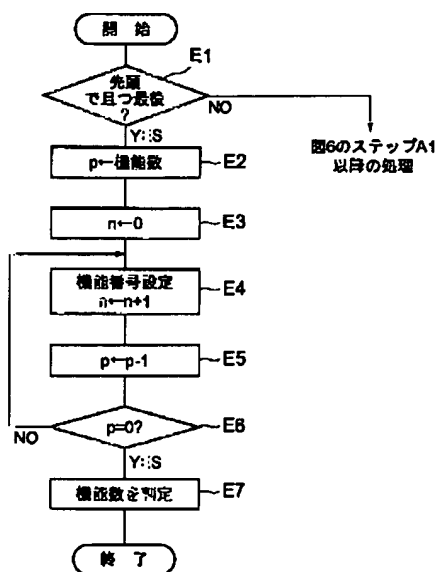 開 始
E1
先頭
で且つ最後
?
NO
YES
図6のステップA1
以降の処理
p←機能数
E2
n←0
E3
機能番号設定
n←n+1
E4
p←p-1
E5
p=0?
E6
NO
YES
機能数を判定
E7
終 了